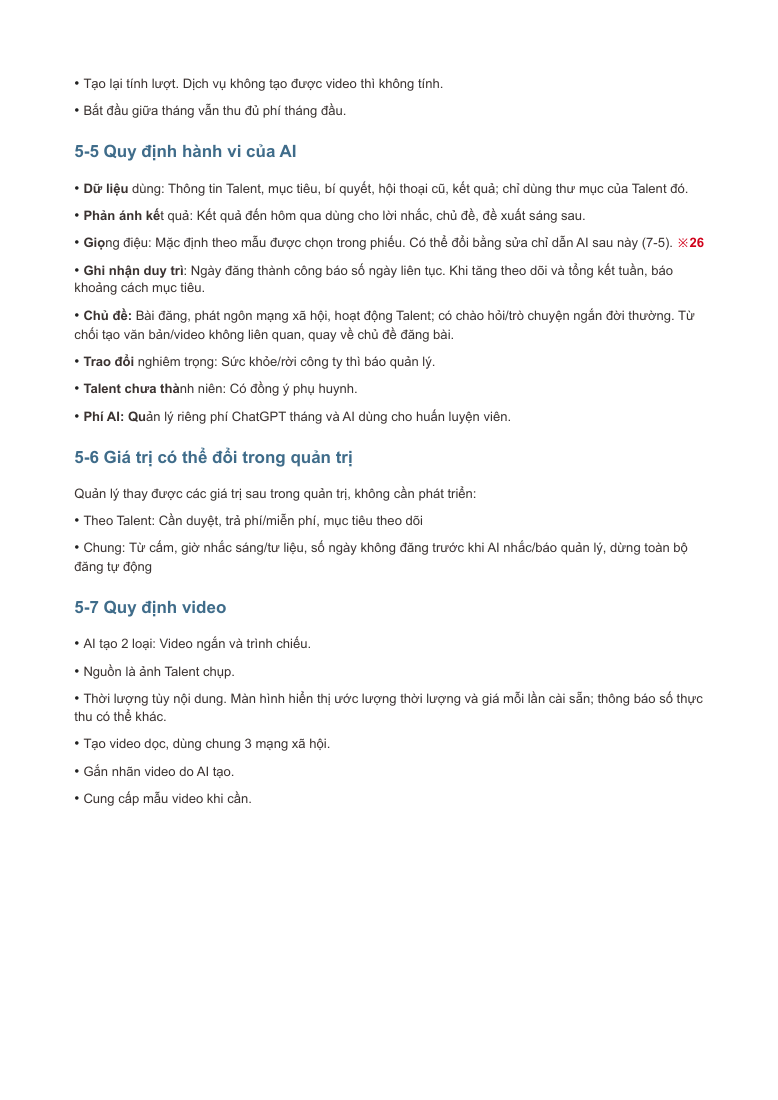 • Tạo lại tính lượt. Dịch vụ không tạo được video thì không tính.
• Bắt đầu giữa tháng vẫn thu đủ phí tháng đầu.
5-5 Quy định hành vi của AI
• Dữ liệu dùng: Thông tin Talent, mục tiêu, bí quyết, hội thoại cũ, kết quả; chỉ dùng thư mục của Talent đó.
• Phản ánh kết quả: Kết quả đến hôm qua dùng cho lời nhắc, chủ đề, đề xuất sáng sau.
• Giọng điệu: Mặc định theo mẫu được chọn trong phiếu. Có thể đổi bằng sửa chỉ dẫn AI sau này (7-5). ※26
• Ghi nhận duy trì: Ngày đăng thành công báo số ngày liên tục. Khi tăng theo dõi và tổng kết tuần, báo
khoảng cách mục tiêu.
• Chủ đề: Bài đăng, phát ngôn mạng xã hội, hoạt động Talent; có chào hỏi/trò chuyện ngắn đời thường. Từ
chối tạo văn bản/video không liên quan, quay về chủ đề đăng bài.
• Trao đổi nghiêm trọng: Sức khỏe/rời công ty thì báo quản lý.
• Talent chưa thành niên: Có đồng ý phụ huynh.
• Phí AI: Quản lý riêng phí ChatGPT tháng và AI dùng cho huấn luyện viên.
5-6 Giá trị có thể đổi trong quản trị
Quản lý thay được các giá trị sau trong quản trị, không cần phát triển:
• Theo Talent: Cần duyệt, trả phí/miễn phí, mục tiêu theo dõi
• Chung: Từ cấm, giờ nhắc sáng/tư liệu, số ngày không đăng trước khi AI nhắc/báo quản lý, dừng toàn bộ
đăng tự động
5-7 Quy định video
• AI tạo 2 loại: Video ngắn và trình chiếu.
• Nguồn là ảnh Talent chụp.
• Thời lượng tùy nội dung. Màn hình hiển thị ước lượng thời lượng và giá mỗi lần cài sẵn; thông báo số thực
thu có thể khác.
• Tạo video dọc, dùng chung 3 mạng xã hội.
• Gắn nhãn video do AI tạo.
• Cung cấp mẫu video khi cần.